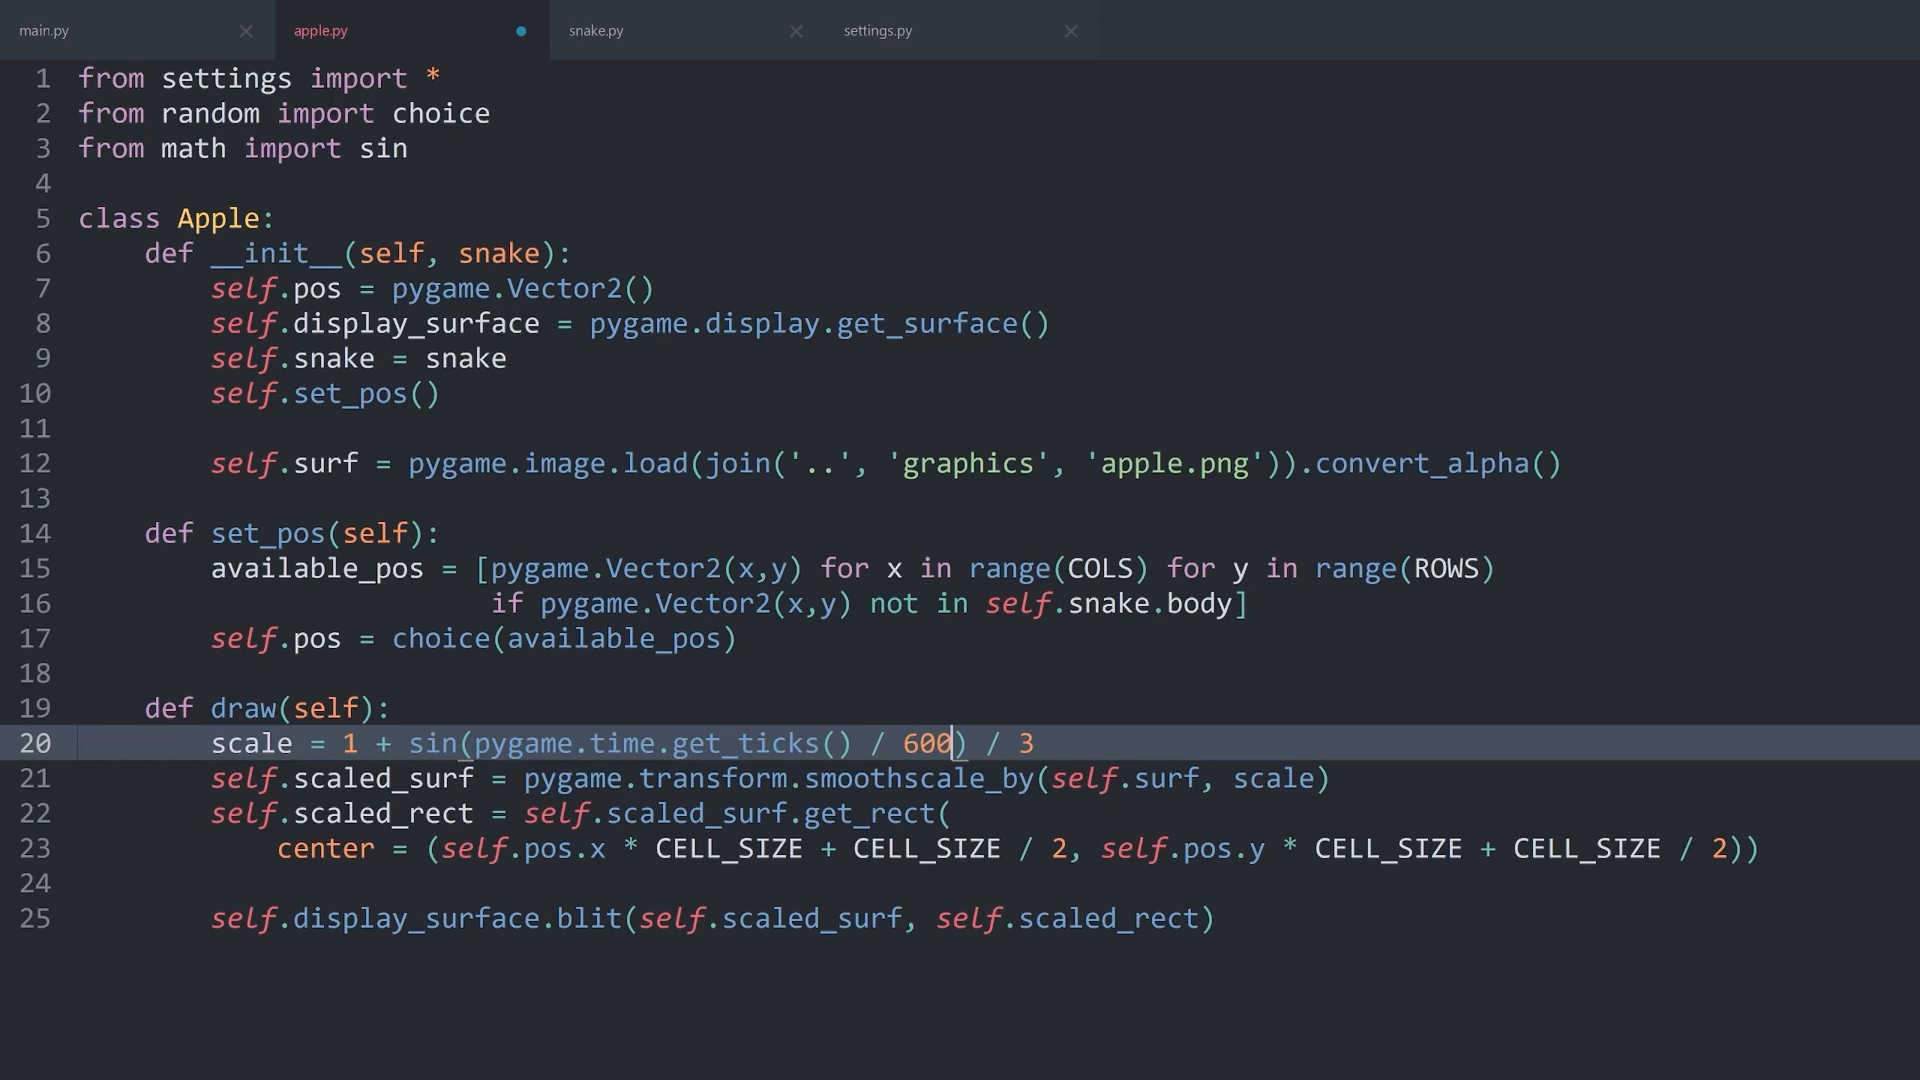 main.py apple.py snake.py settings.py
1 from settings import *
2 from random import choice
3 from math import sin
4
5 class Apple:
6     def __init__(self, snake):
7         self.pos = pygame.Vector2()
8         self.display_surface = pygame.display.get_surface()
9         self.snake = snake
10         self.set_pos()
11
12         self.surf = pygame.image.load(join('..', 'graphics', 'apple.png')).convert_alpha()
13
14     def set_pos(self):
15         available_pos = [pygame.Vector2(x,y) for x in range(COLS) for y in range(ROWS)
16                          if pygame.Vector2(x,y) not in self.snake.body]
17         self.pos = choice(available_pos)
18
19     def draw(self):
20         scale = 1 + sin(pygame.time.get_ticks() / 600) / 3
21         self.scaled_surf = pygame.transform.smoothscale_by(self.surf, scale)
22         self.scaled_rect = self.scaled_surf.get_rect(
23             center = (self.pos.x * CELL_SIZE + CELL_SIZE / 2, self.pos.y * CELL_SIZE + CELL_SIZE / 2))
24
25         self.display_surface.blit(self.scaled_surf, self.scaled_rect)